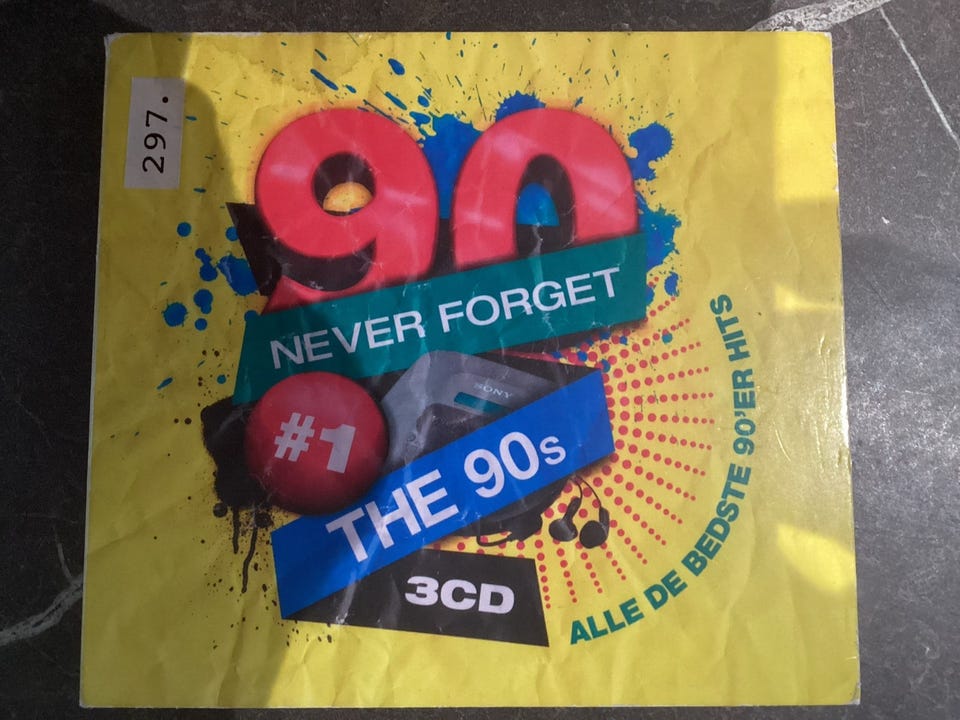 297.
90
NEVER FORGET
SONY
#1
THE 90s
3CD
ALLE DE BEDSTE 90'ER HITS